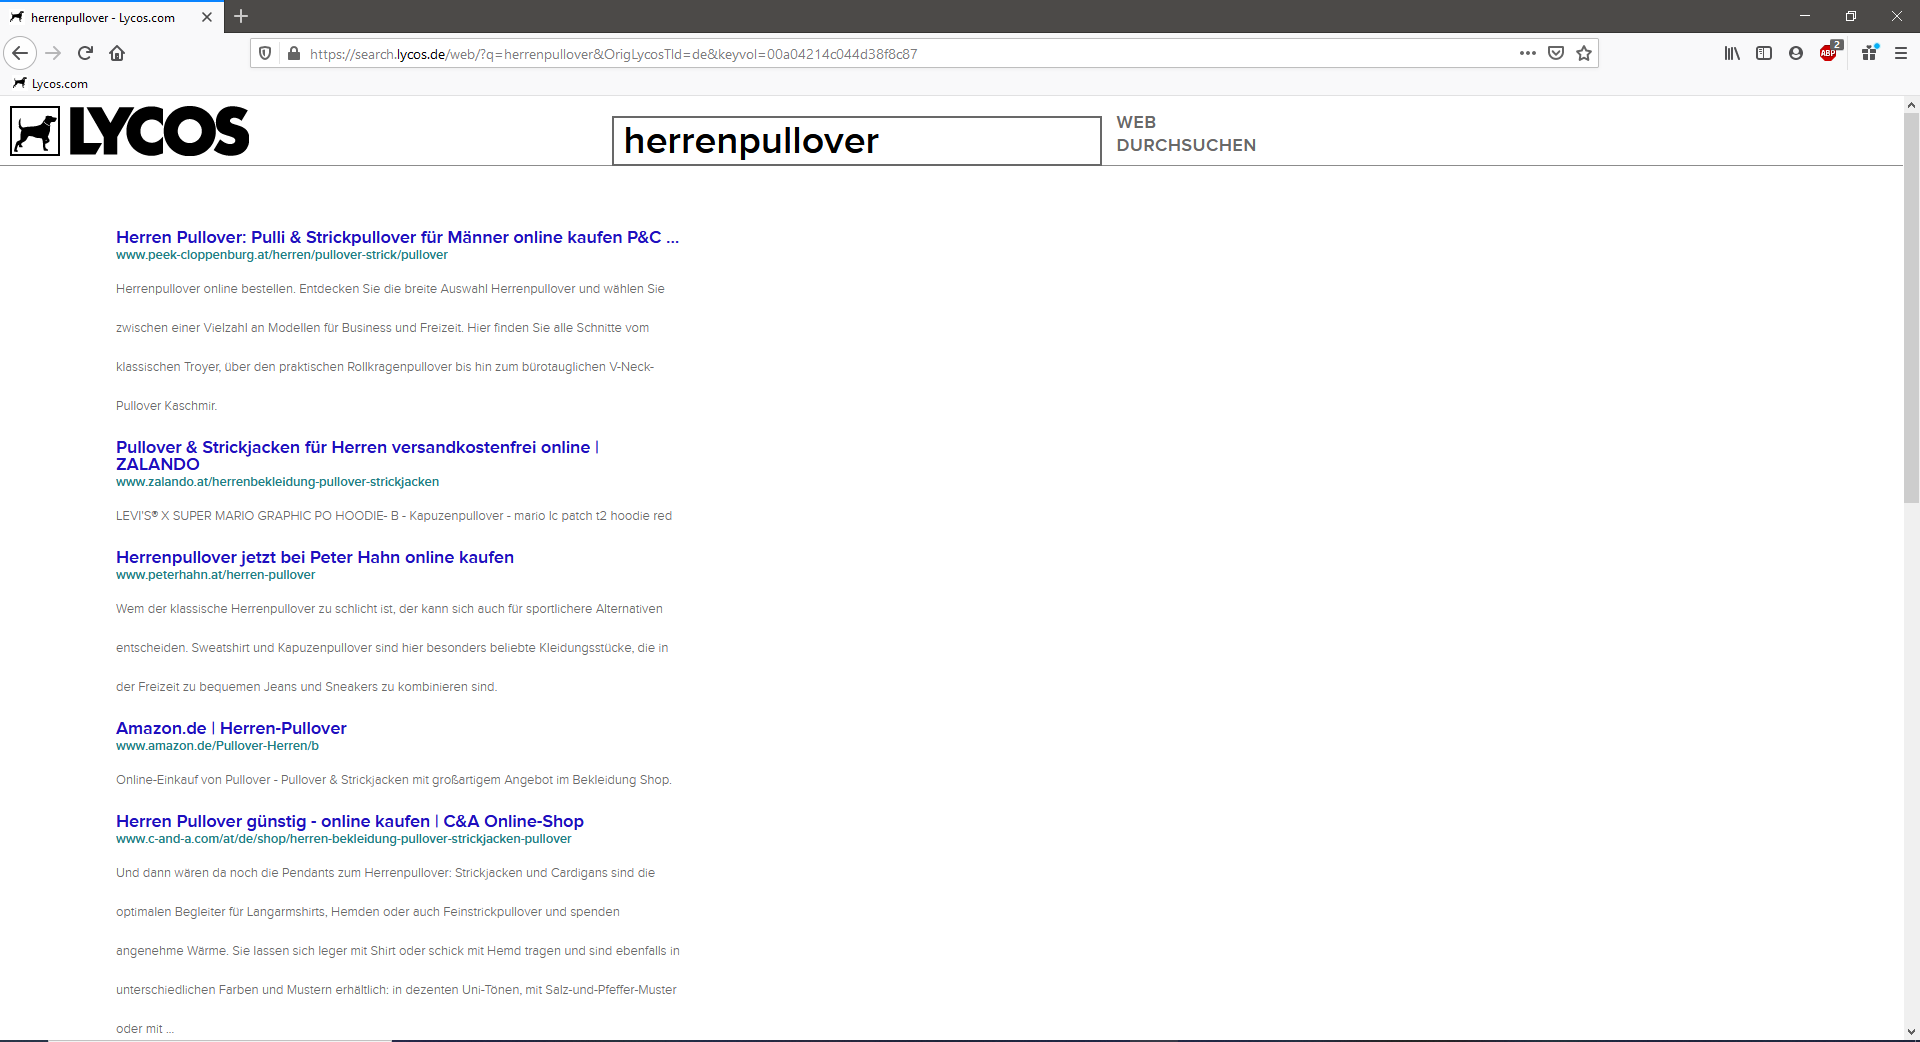 herrenpullover - Lycos.com
https://search.lycos.de/web/?q=herrenpullover&OrigLycosTld=de&keyvol=00a04214c044d38f8c87
ABP
2
Lycos.com
LYCOS
herrenpullover
WEB
DURCHSUCHEN
Herren Pullover: Pulli & Strickpullover für Männer online kaufen P&C ...
www.peek-cloppenburg.at/herren/pullover-strick/pullover
Herrenpullover online bestellen. Entdecken Sie die breite Auswahl Herrenpullover und wählen Sie
zwischen einer Vielzahl an Modellen für Business und Freizeit. Hier finden Sie alle Schnitte vom
klassischen Troyer, über den praktischen Rollkragenpullover bis hin zum bürotauglichen V-Neck-
Pullover Kaschmir.
Pullover & Strickjacken für Herren versandkostenfrei online |
ZALANDO
www.zalando.at/herrenbekleidung-pullover-strickjacken
LEVI'S® X SUPER MARIO GRAPHIC PO HOODIE- B - Kapuzenpullover - mario lc patch t2 hoodie red
Herrenpullover jetzt bei Peter Hahn online kaufen
www.peterhahn.at/herren-pullover
Wem der klassische Herrenpullover zu schlicht ist, der kann sich auch für sportlichere Alternativen
entscheiden. Sweatshirt und Kapuzenpullover sind hier besonders beliebte Kleidungsstücke, die in
der Freizeit zu bequemen Jeans und Sneakers zu kombinieren sind.
Amazon.de | Herren-Pullover
www.amazon.de/Pullover-Herren/b
Online-Einkauf von Pullover - Pullover & Strickjacken mit großartigem Angebot im Bekleidung Shop.
Herren Pullover günstig - online kaufen | C&A Online-Shop
www.c-and-a.com/at/de/shop/herren-bekleidung-pullover-strickjacken-pullover
Und dann wären da noch die Pendants zum Herrenpullover: Strickjacken und Cardigans sind die
optimalen Begleiter für Langarmshirts, Hemden oder auch Feinstrickpullover und spenden
angenehme Wärme. Sie lassen sich leger mit Shirt oder schick mit Hemd tragen und sind ebenfalls in
unterschiedlichen Farben und Mustern erhältlich: in dezenten Uni-Tönen, mit Salz-und-Pfeffer-Muster
oder mit ...